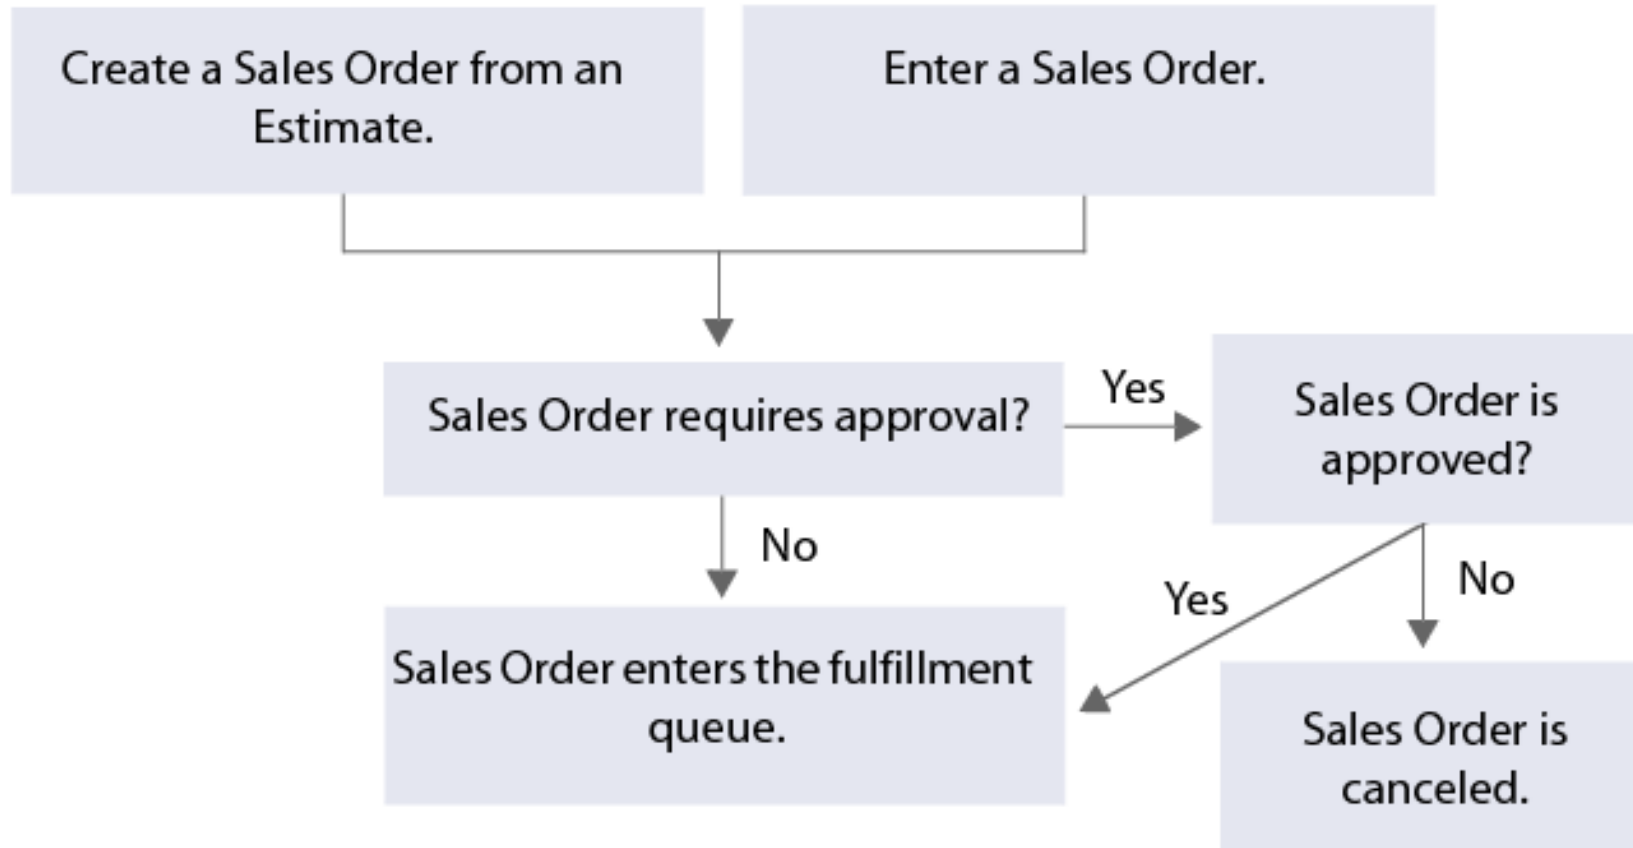 Create a Sales Order from an
Estimate.
Enter a Sales Order.
Sales Order requires approval?
Yes
Sales Order is
approved?
No
Yes
No
Sales Order enters the fulfillment
queue.
Sales Order is
canceled.